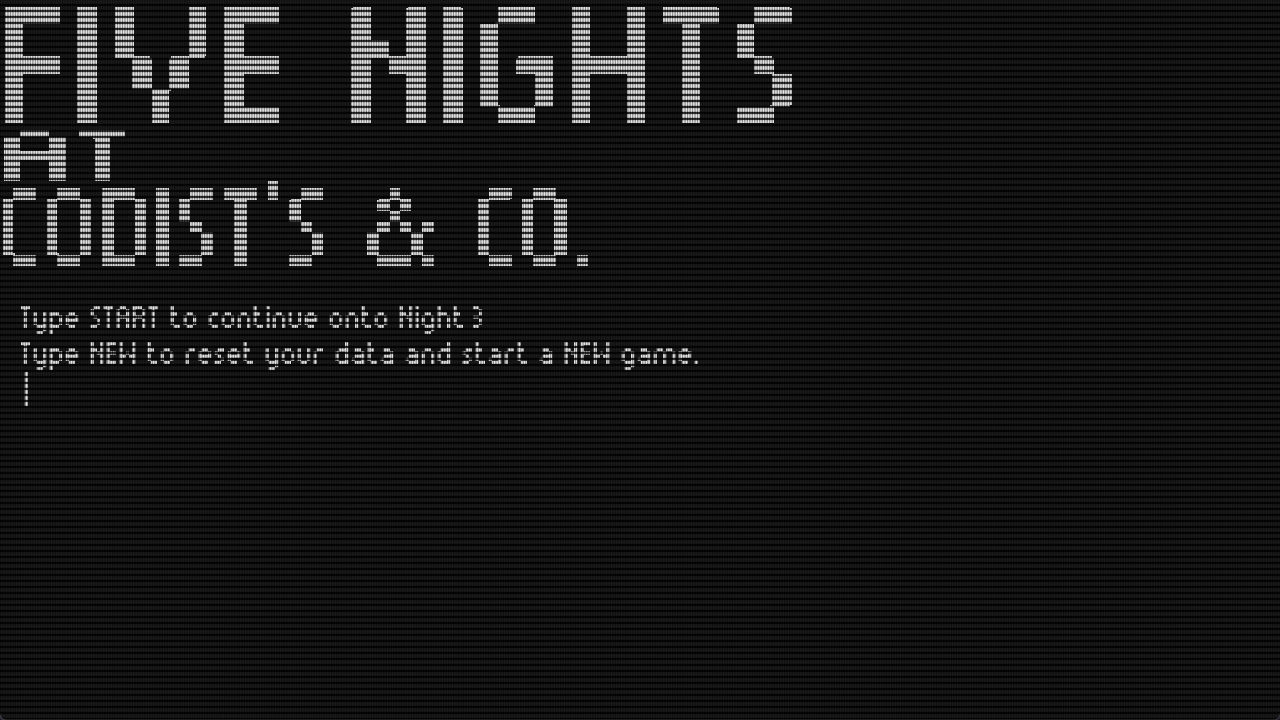 FIVE NIGHTS
AT
CODIST'S & CO.
Type START to continue onto Night 3
Type NEW to reset your data and start a NEW game.